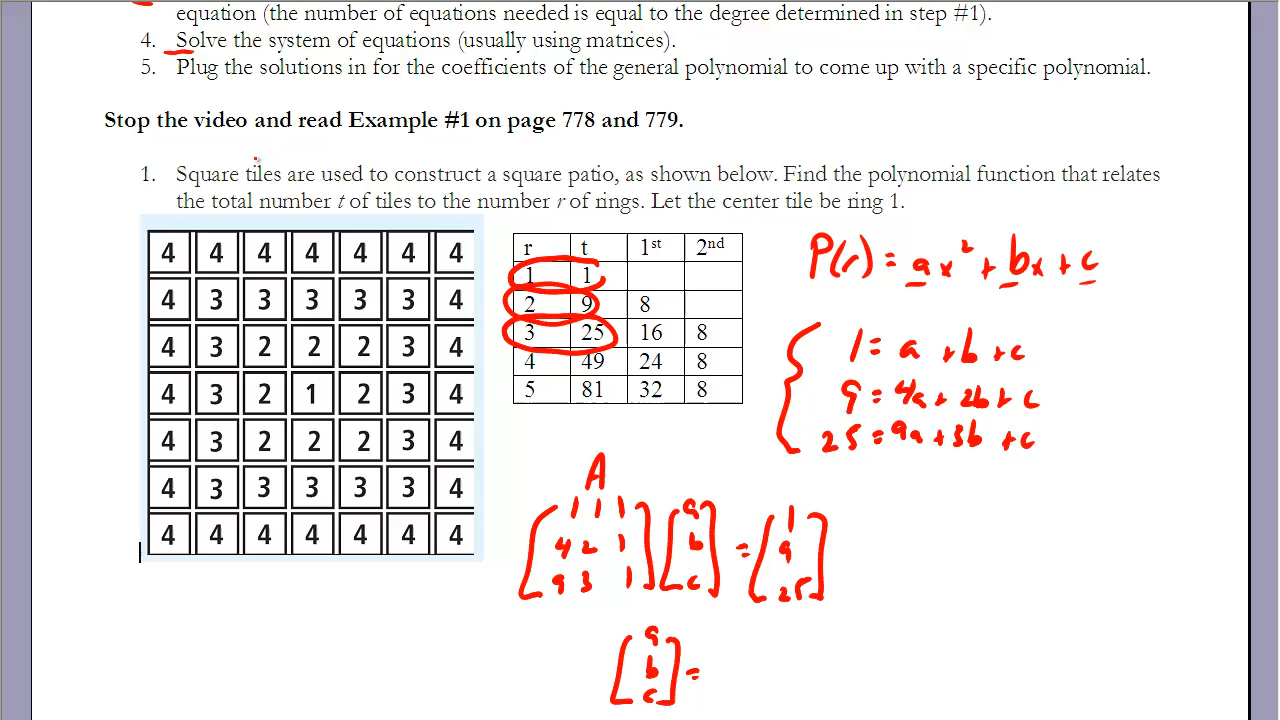 equation (the number of equations needed is equal to the degree determined in step #1).
4. Solve the system of equations (usually using matrices).
5. Plug the solutions in for the coefficients of the general polynomial to come up with a specific polynomial.
Stop the video and read Example #1 on page 778 and 779.
1. Square tiles are used to construct a square patio, as shown below. Find the polynomial function that relates
the total number t of tiles to the number r of rings. Let the center tile be ring 1.
4 4 4 4 4 4 4
4 3 3 3 3 3 4
4 3 2 2 2 3 4
4 3 2 1 2 3 4
4 3 2 2 2 3 4
4 3 3 3 3 3 4
4 4 4 4 4 4 4
r t 1st 2nd
1 1
2 9 8
3 25 16 8
4 49 24 8
5 81 32 8
P(r) = ax² + bx + c
1 = a + b + c
9 = 4a + 2b + c
25 = 9a + 3b + c
A
[1 1 1 [a [1
4 2 1 b = 9
9 3 1] c] 25]
[a
b =
c]